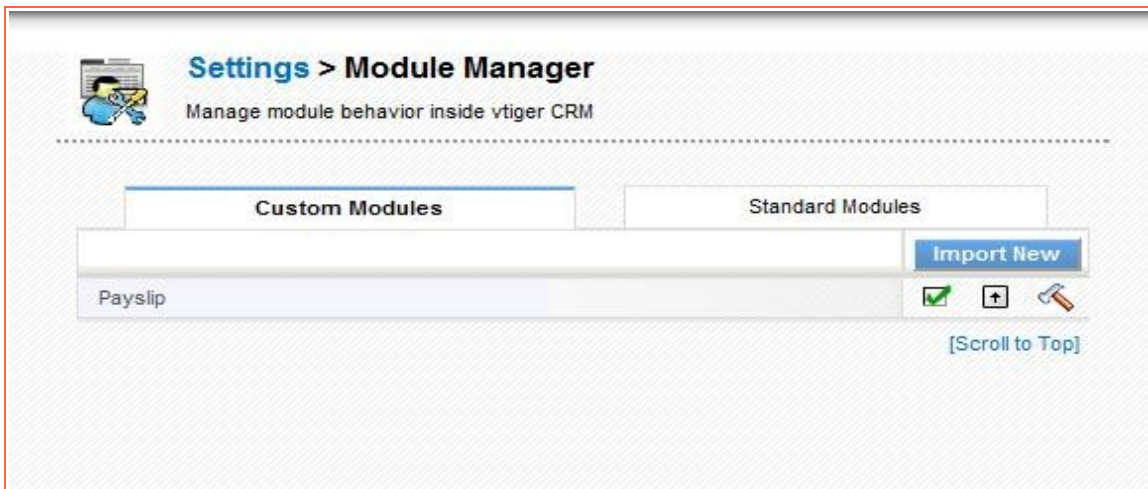 Settings > Module Manager
Manage module behavior inside vtiger CRM
Custom Modules
Standard Modules
Import New
Payslip
[Scroll to Top]